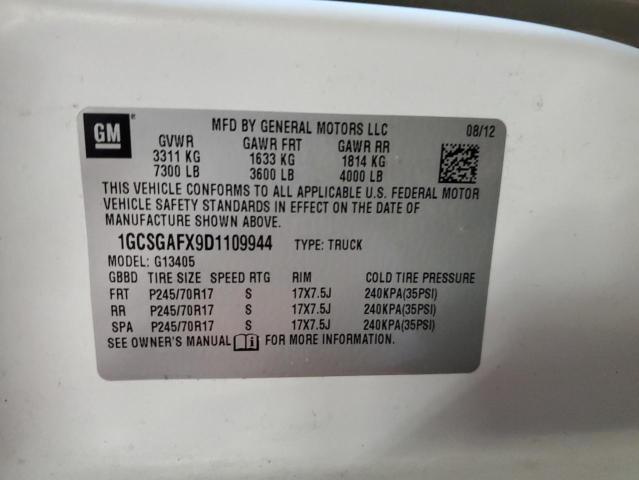 GM
MFD BY GENERAL MOTORS LLC 08/12
GVWR GAWR FRT GAWR RR
3311 KG 1633 KG 1814 KG
7300 LB 3600 LB 4000 LB
THIS VEHICLE CONFORMS TO ALL APPLICABLE U.S. FEDERAL MOTOR
VEHICLE SAFETY STANDARDS IN EFFECT ON THE DATE OF
MANUFACTURE SHOWN ABOVE.
1GCSGAFX9D1109944 TYPE: TRUCK
MODEL: G13405
GBBD TIRE SIZE SPEED RTG RIM COLD TIRE PRESSURE
FRT P245/70R17 S 17X7.5J 240KPA(35PSI)
RR P245/70R17 S 17X7.5J 240KPA(35PSI)
SPA P245/70R17 S 17X7.5J 240KPA(35PSI)
SEE OWNER'S MANUAL FOR MORE INFORMATION.